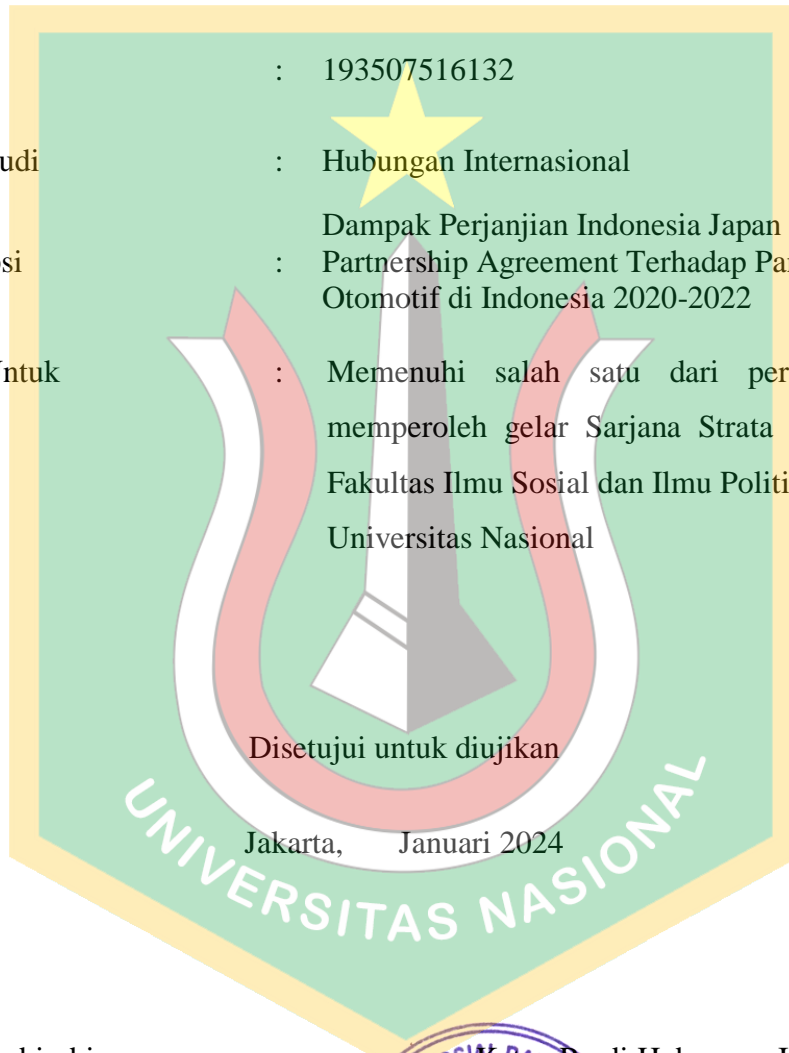 : 193507516132
udi : Hubungan Internasional
Dampak Perjanjian Indonesia Japan
si : Partnership Agreement Terhadap Pa
Otomotif di Indonesia 2020-2022
Untuk : Memenuhi salah satu dari per
memperoleh gelar Sarjana Strata
Fakultas Ilmu Sosial dan Ilmu Politi
Universitas Nasional
Disetujui untuk diujikan
Jakarta, Januari 2024
UNIVERSITAS NASIONAL